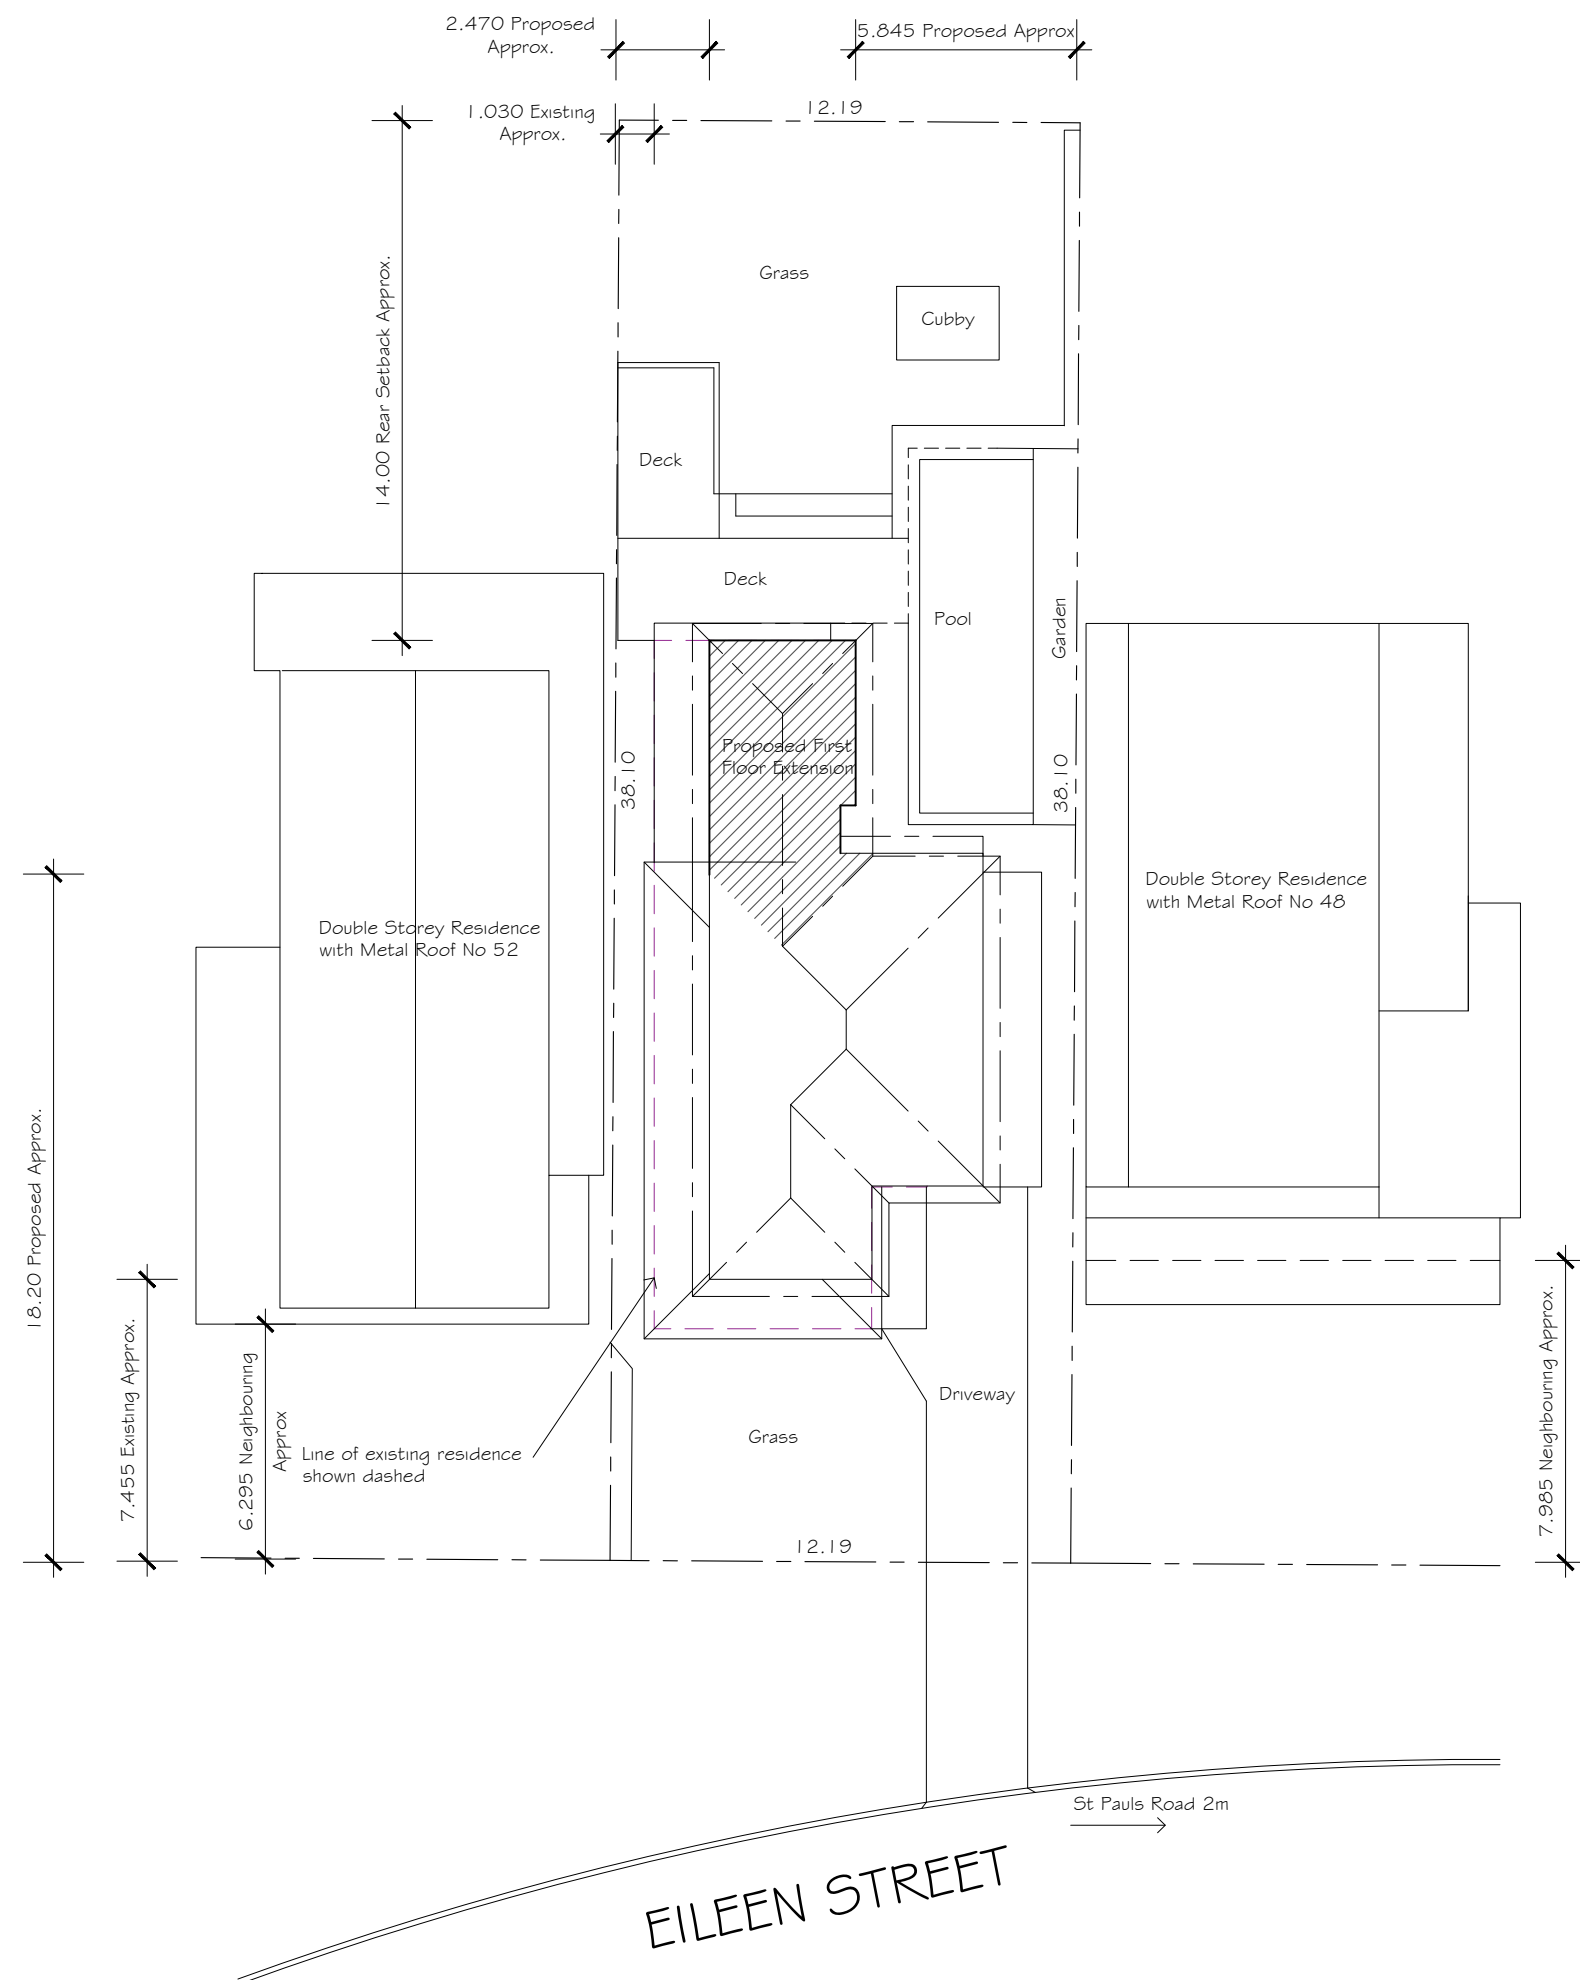 2.470 Proposed
Approx.
5.845 Proposed Approx
1.030 Existing
Approx.
12.19
14.00 Rear Setback Approx.
Grass
Cubby
Deck
Deck
Pool
Garden
Proposed First
Floor Extension
38.10
38.10
Double Storey Residence
with Metal Roof No 52
Double Storey Residence
with Metal Roof No 48
18.20 Proposed Approx.
7.455 Existing Approx.
6.295 Neighbouring
Approx
7.985 Neighbouring Approx.
Line of existing residence
shown dashed
Driveway
Grass
12.19
St Pauls Road 2m
EILEEN STREET